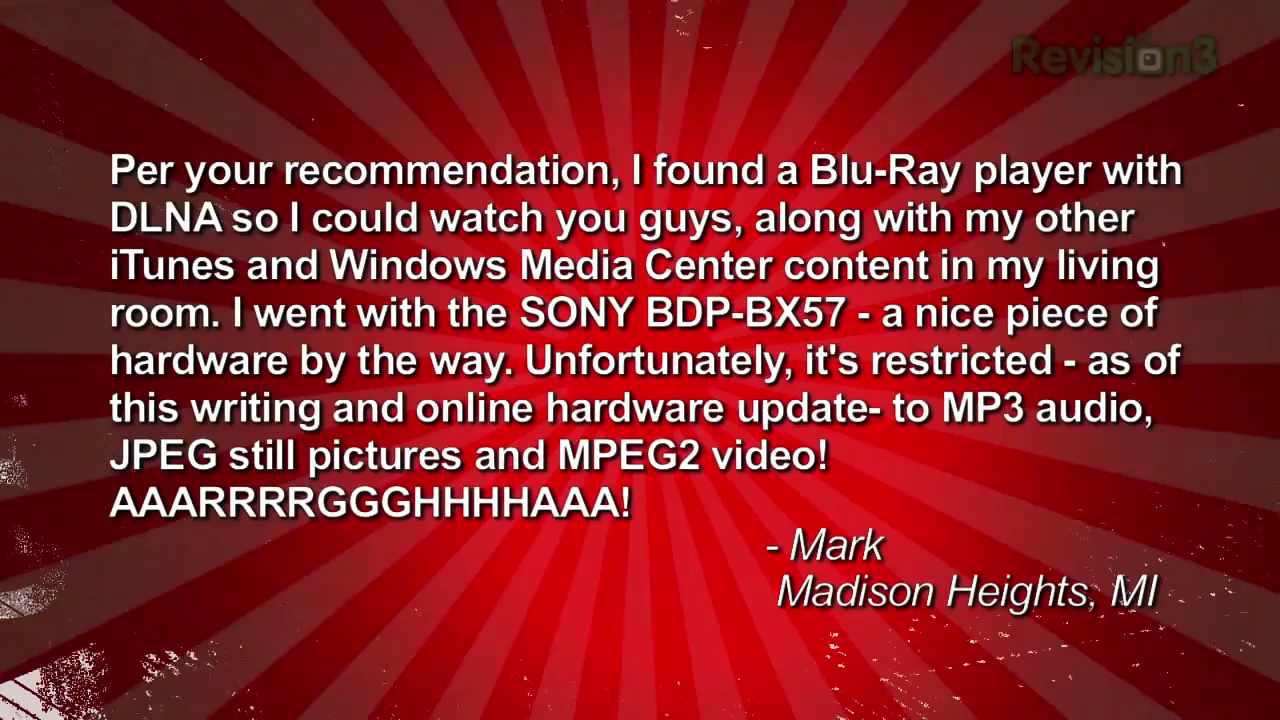 Revision3
Per your recommendation, I found a Blu-Ray player with
DLNA so I could watch you guys, along with my other
iTunes and Windows Media Center content in my living
room. I went with the SONY BDP-BX57 - a nice piece of
hardware by the way. Unfortunately, it's restricted - as of
this writing and online hardware update- to MP3 audio,
JPEG still pictures and MPEG2 video!
AAARRRRGGGHHHHAAA!
- Mark
Madison Heights, MI